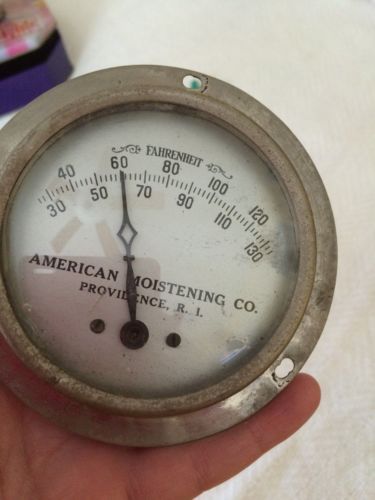 FAHRENHEIT
40 60 80 100 120
30 50 70 90 110 130
AMERICAN MOISTENING CO.
PROVIDENCE, R. I.